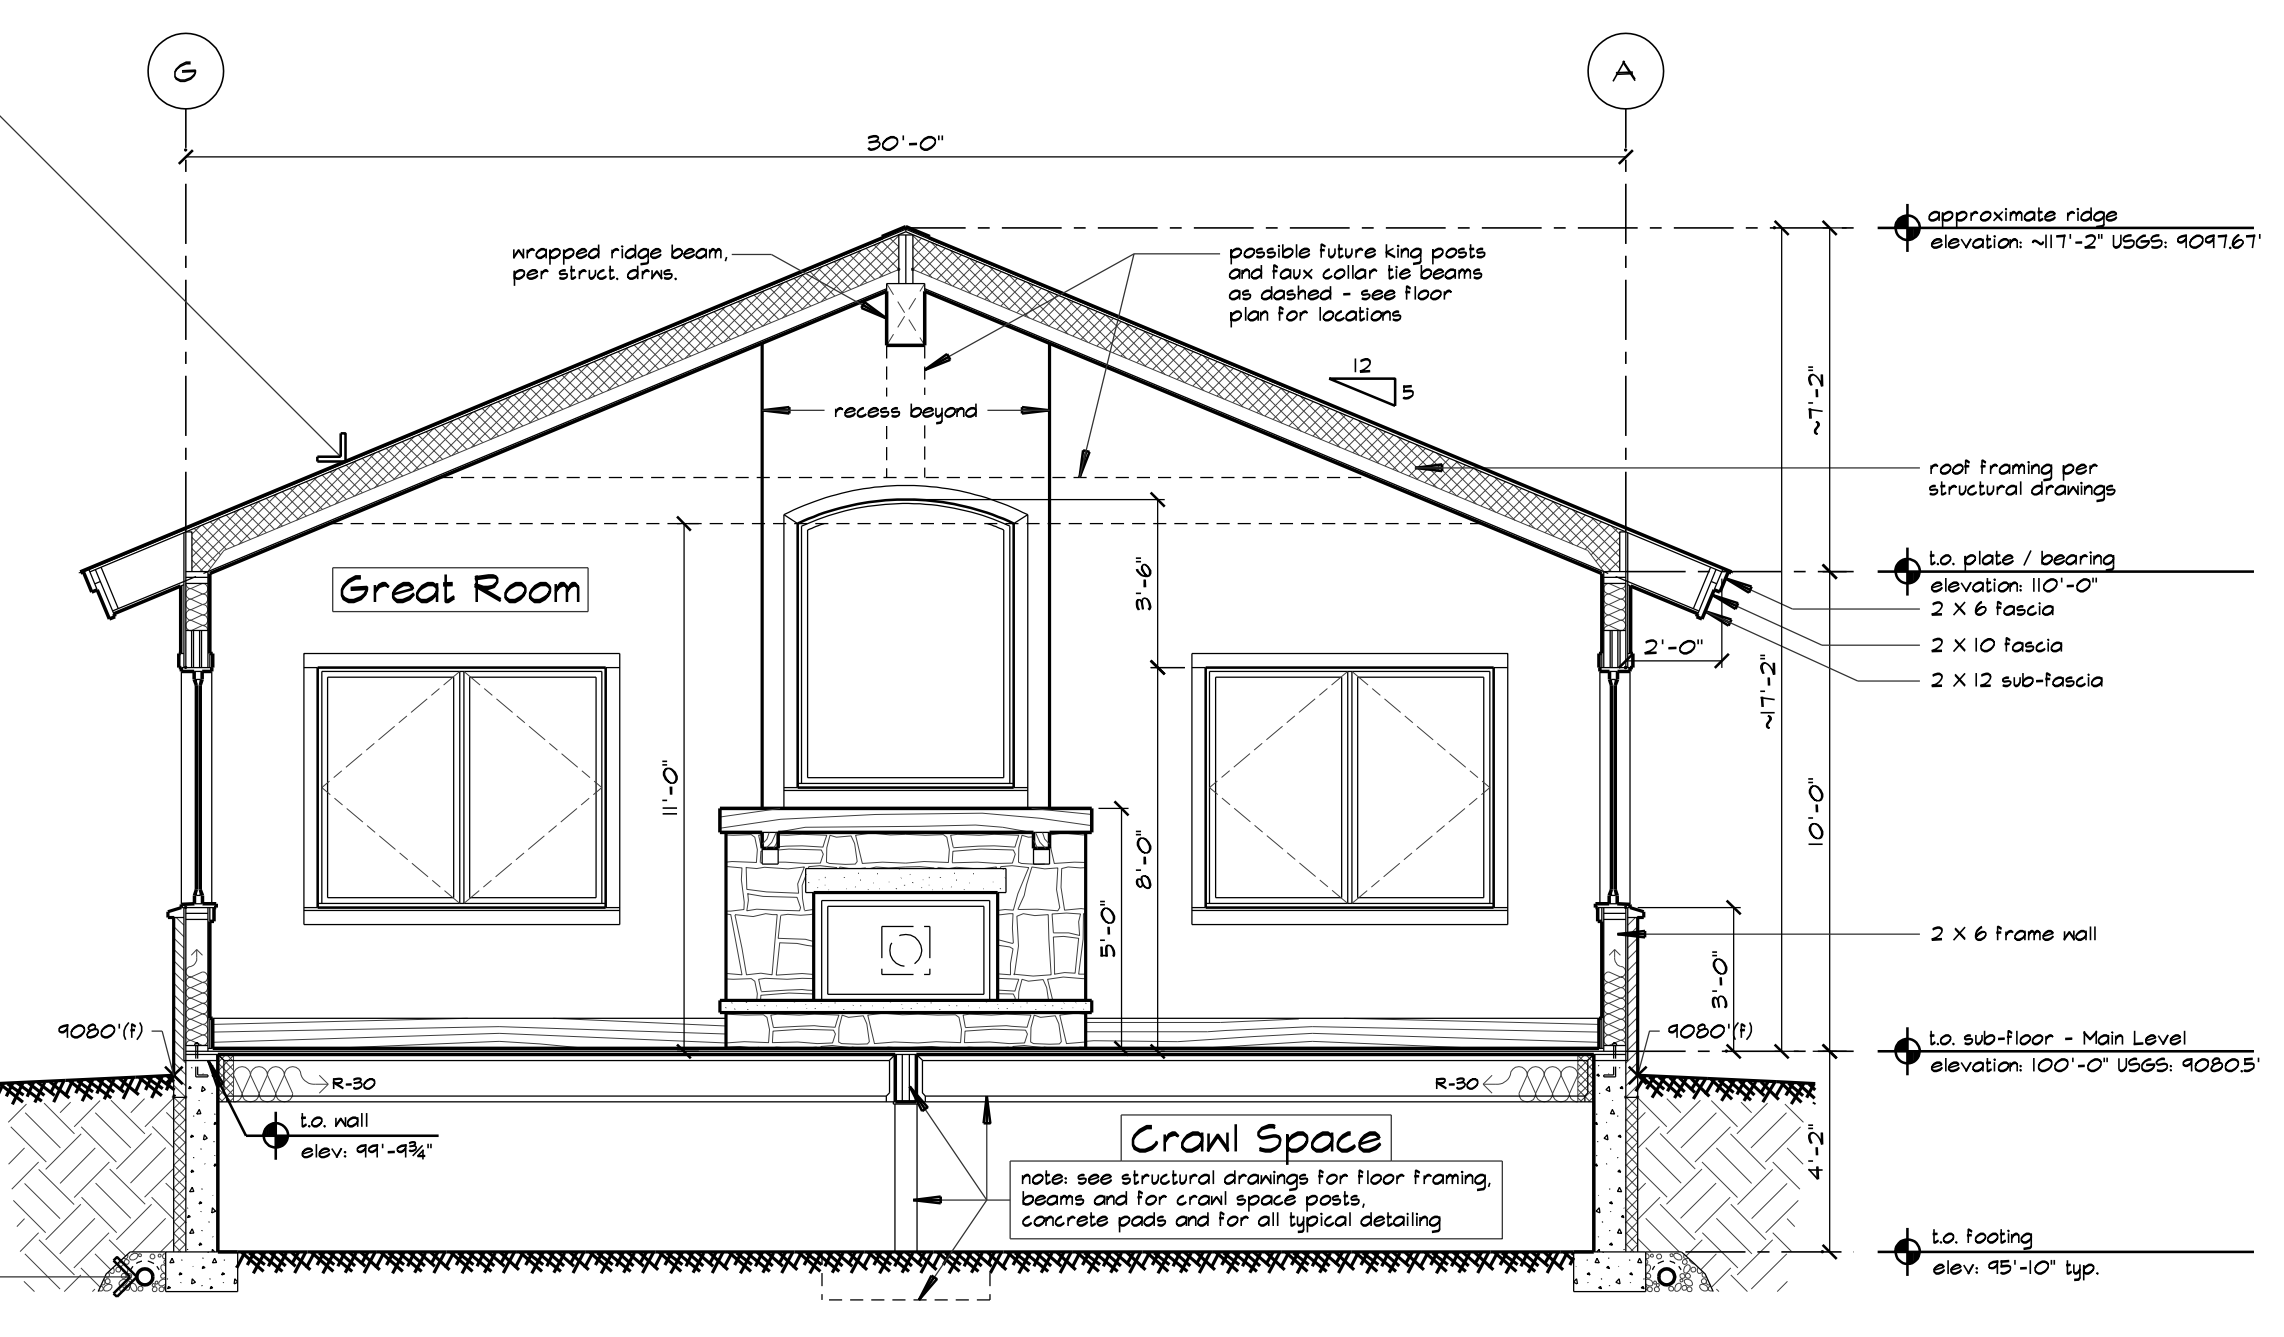 G
A
30'-0"
approximate ridge
elevation: ~117'-2" USGS: 9097.67'
wrapped ridge beam,
per struct. drws.
possible future king posts
and faux collar tie beams
as dashed - see floor
plan for locations
12
5
~7'-2"
recess beyond
roof framing per
structural drawings
t.o. plate / bearing
elevation: 110'-0"
2 X 6 fascia
2 X 10 fascia
2 X 12 sub-fascia
Great Room
3'-6"
2'-0"
~17'-2"
11'-0"
10'-0"
8'-0"
5'-0"
2 X 6 frame wall
3'-0"
9080'(f)
9080'(f)
t.o. sub-floor - Main Level
elevation: 100'-0" USGS: 9080.5'
R-30
R-30
t.o. wall
elev: 99'-9¾"
Crawl Space
note: see structural drawings for floor framing,
beams and for crawl space posts,
concrete pads and for all typical detailing
4'-2"
t.o. footing
elev: 95'-10" typ.